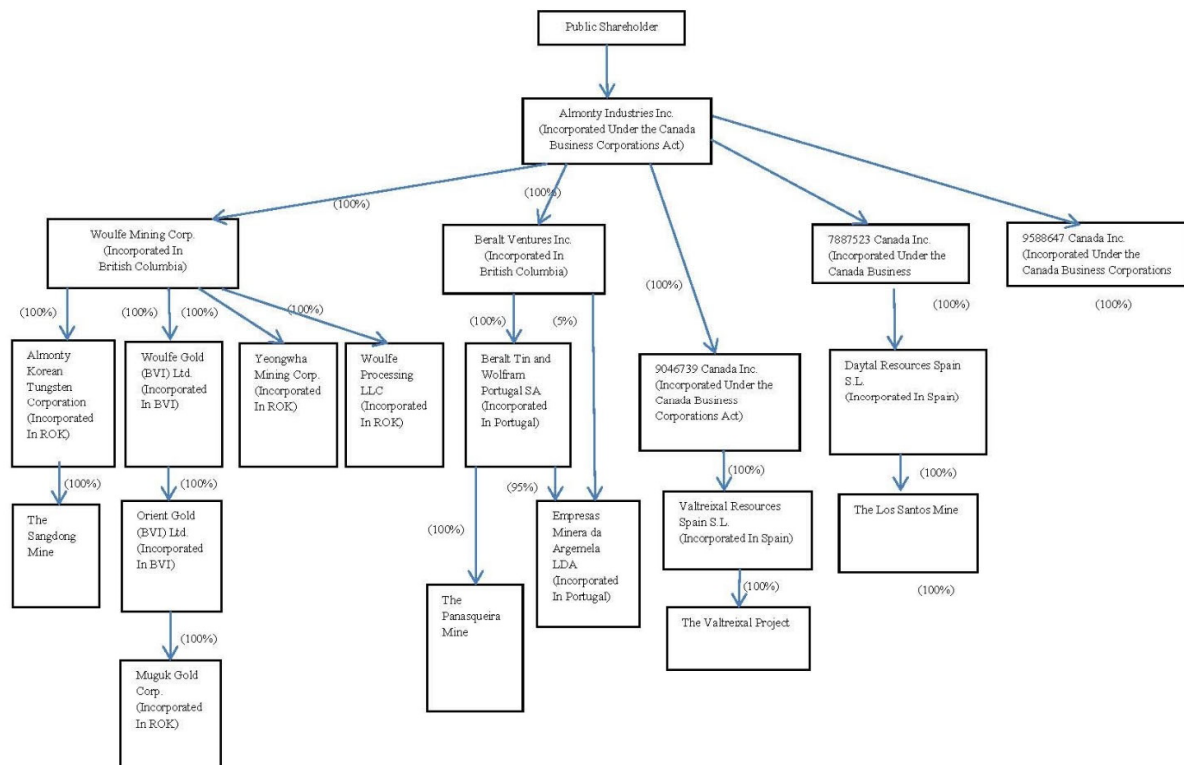 Public Shareholder
Almonty Industries Inc.
(Incorporated Under the Canada
Business Corporations Act)
(100%)
(100%)
Woulfe Mining Corp.
(Incorporated In
British Columbia)
Beralt Ventures Inc.
(Incorporated In
British Columbia)
7887523 Canada Inc.
(Incorporated Under the
Canada Business
9588647 Canada Inc.
(Incorporated Under the
Canada Business Corporations
(100%)
(100%)
(100%)
(100%)
(100%)
(100%)
(100%)
(100%)
(5%)
Almonty
Korean
Tungsten
Corporation
(Incorporated
In ROK)
Woulfe Gold
(BVI) Ltd.
(Incorporated
In BVI)
Yeongwha
Mining Corp.
(Incorporated
In ROK)
Woulfe
Processing
LLC
(Incorporated
In ROK)
Beralt Tin and
Wolfram
Portugal SA
(Incorporated
In Portugal)
9046739 Canada Inc.
(Incorporated Under the
Canada Business
Corporations Act)
Daytal Resources Spain
S.L.
(Incorporated In Spain)
(100%)
(100%)
(95%)
(100%)
(100%)
The
Sangdong
Mine
Orient Gold
(BVI) Ltd.
(Incorporated
In BVI)
(100%)
Empresas
Minera da
Argemela
LDA
(Incorporated
In Portugal)
Valtreixal Resources
Spain S.L.
(Incorporated In Spain)
The Los Santos Mine
(100%)
(100%)
The
Panasqueira
Mine
The Valtreixal Project
(100%)
Muguk Gold
Corp.
(Incorporated
In ROK)